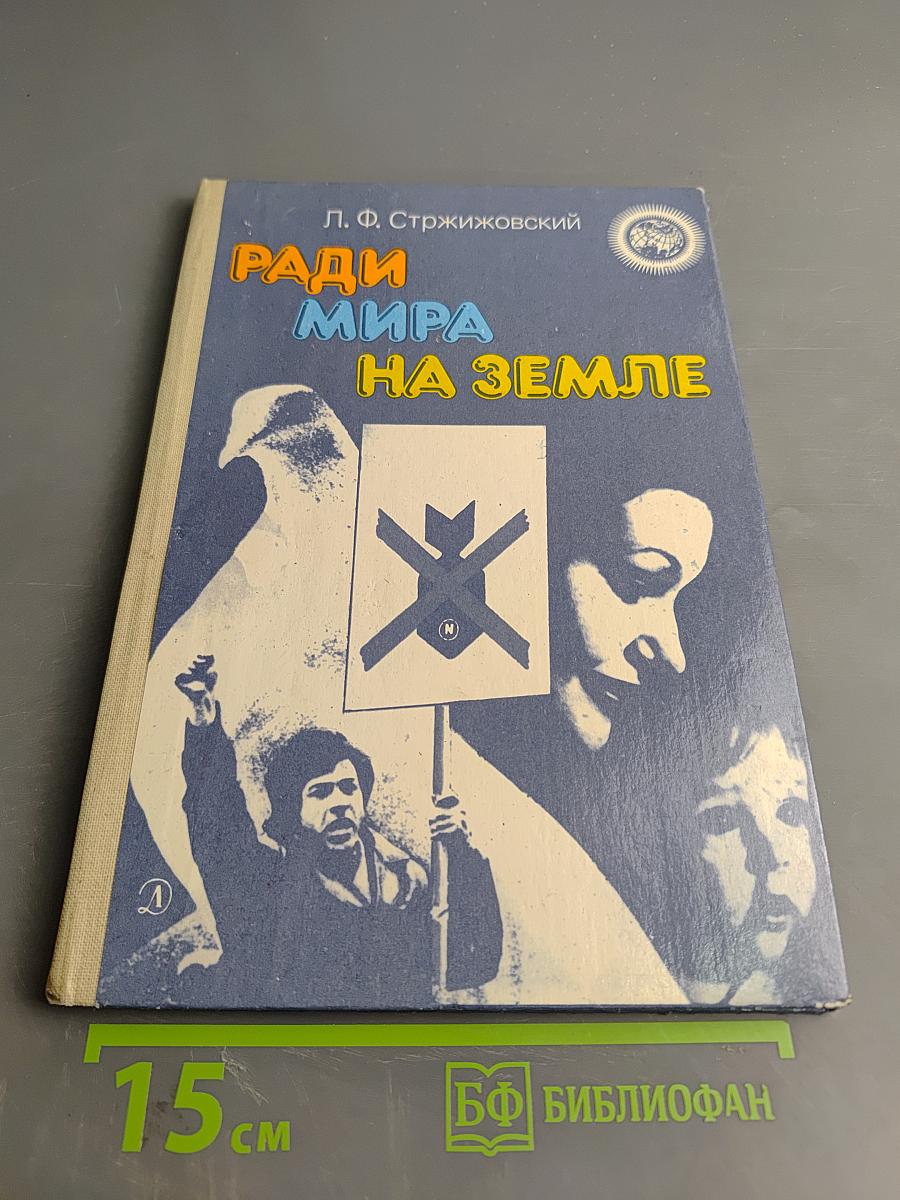 Л. Ф. Стржижовский
РАДИ
МИРА
НА ЗЕМЛЕ
N
Д
15 см
БФ БИБЛИОФАН